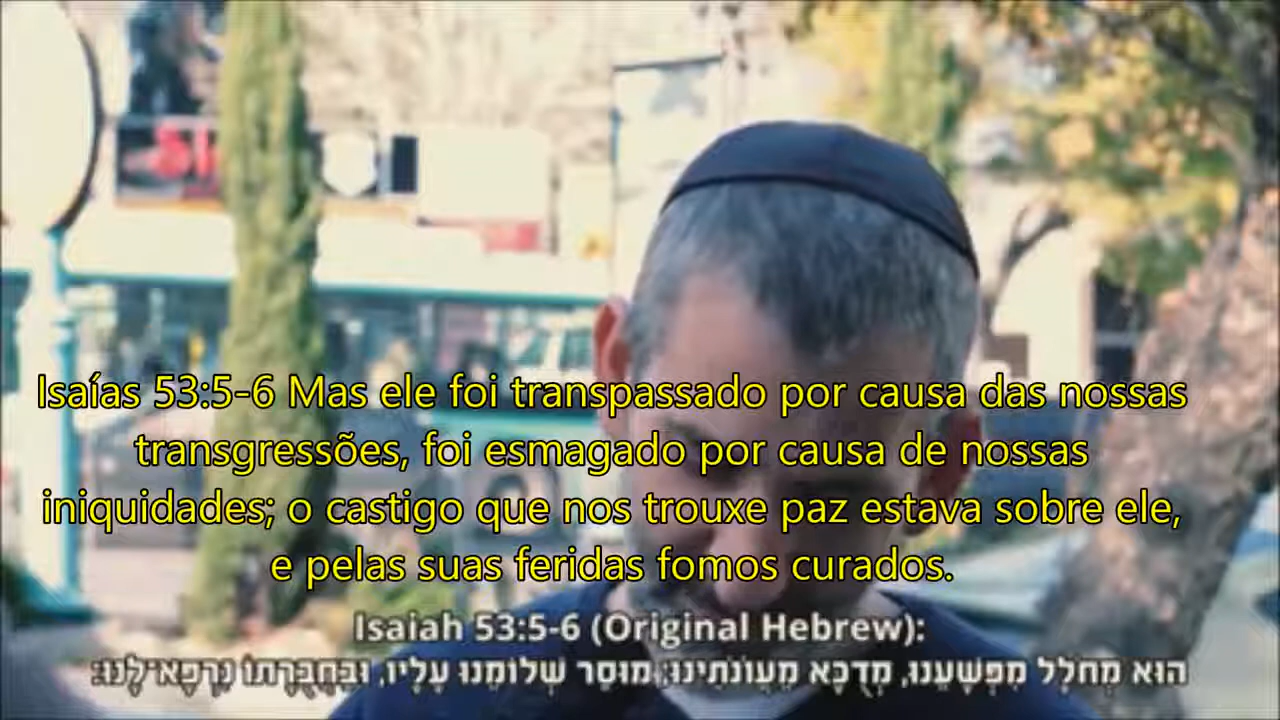 Isaías 53:5-6 Mas ele foi transpassado por causa das nossas
transgressões, foi esmagado por causa de nossas
iniquidades; o castigo que nos trouxe paz estava sobre ele,
e pelas suas feridas fomos curados.
Isaiah 53:5-6 (Original Hebrew):
הוּא מְחֹלָל מִפְּשָׁעֵנוּ, מְדֻכָּא מֵעֲוֺנֹתֵינוּ; מוּסַר שְׁלוֹמֵנוּ עָלָיו, וּבַחֲבֻרָתוֹ נִרְפָּא־לָנוּ: